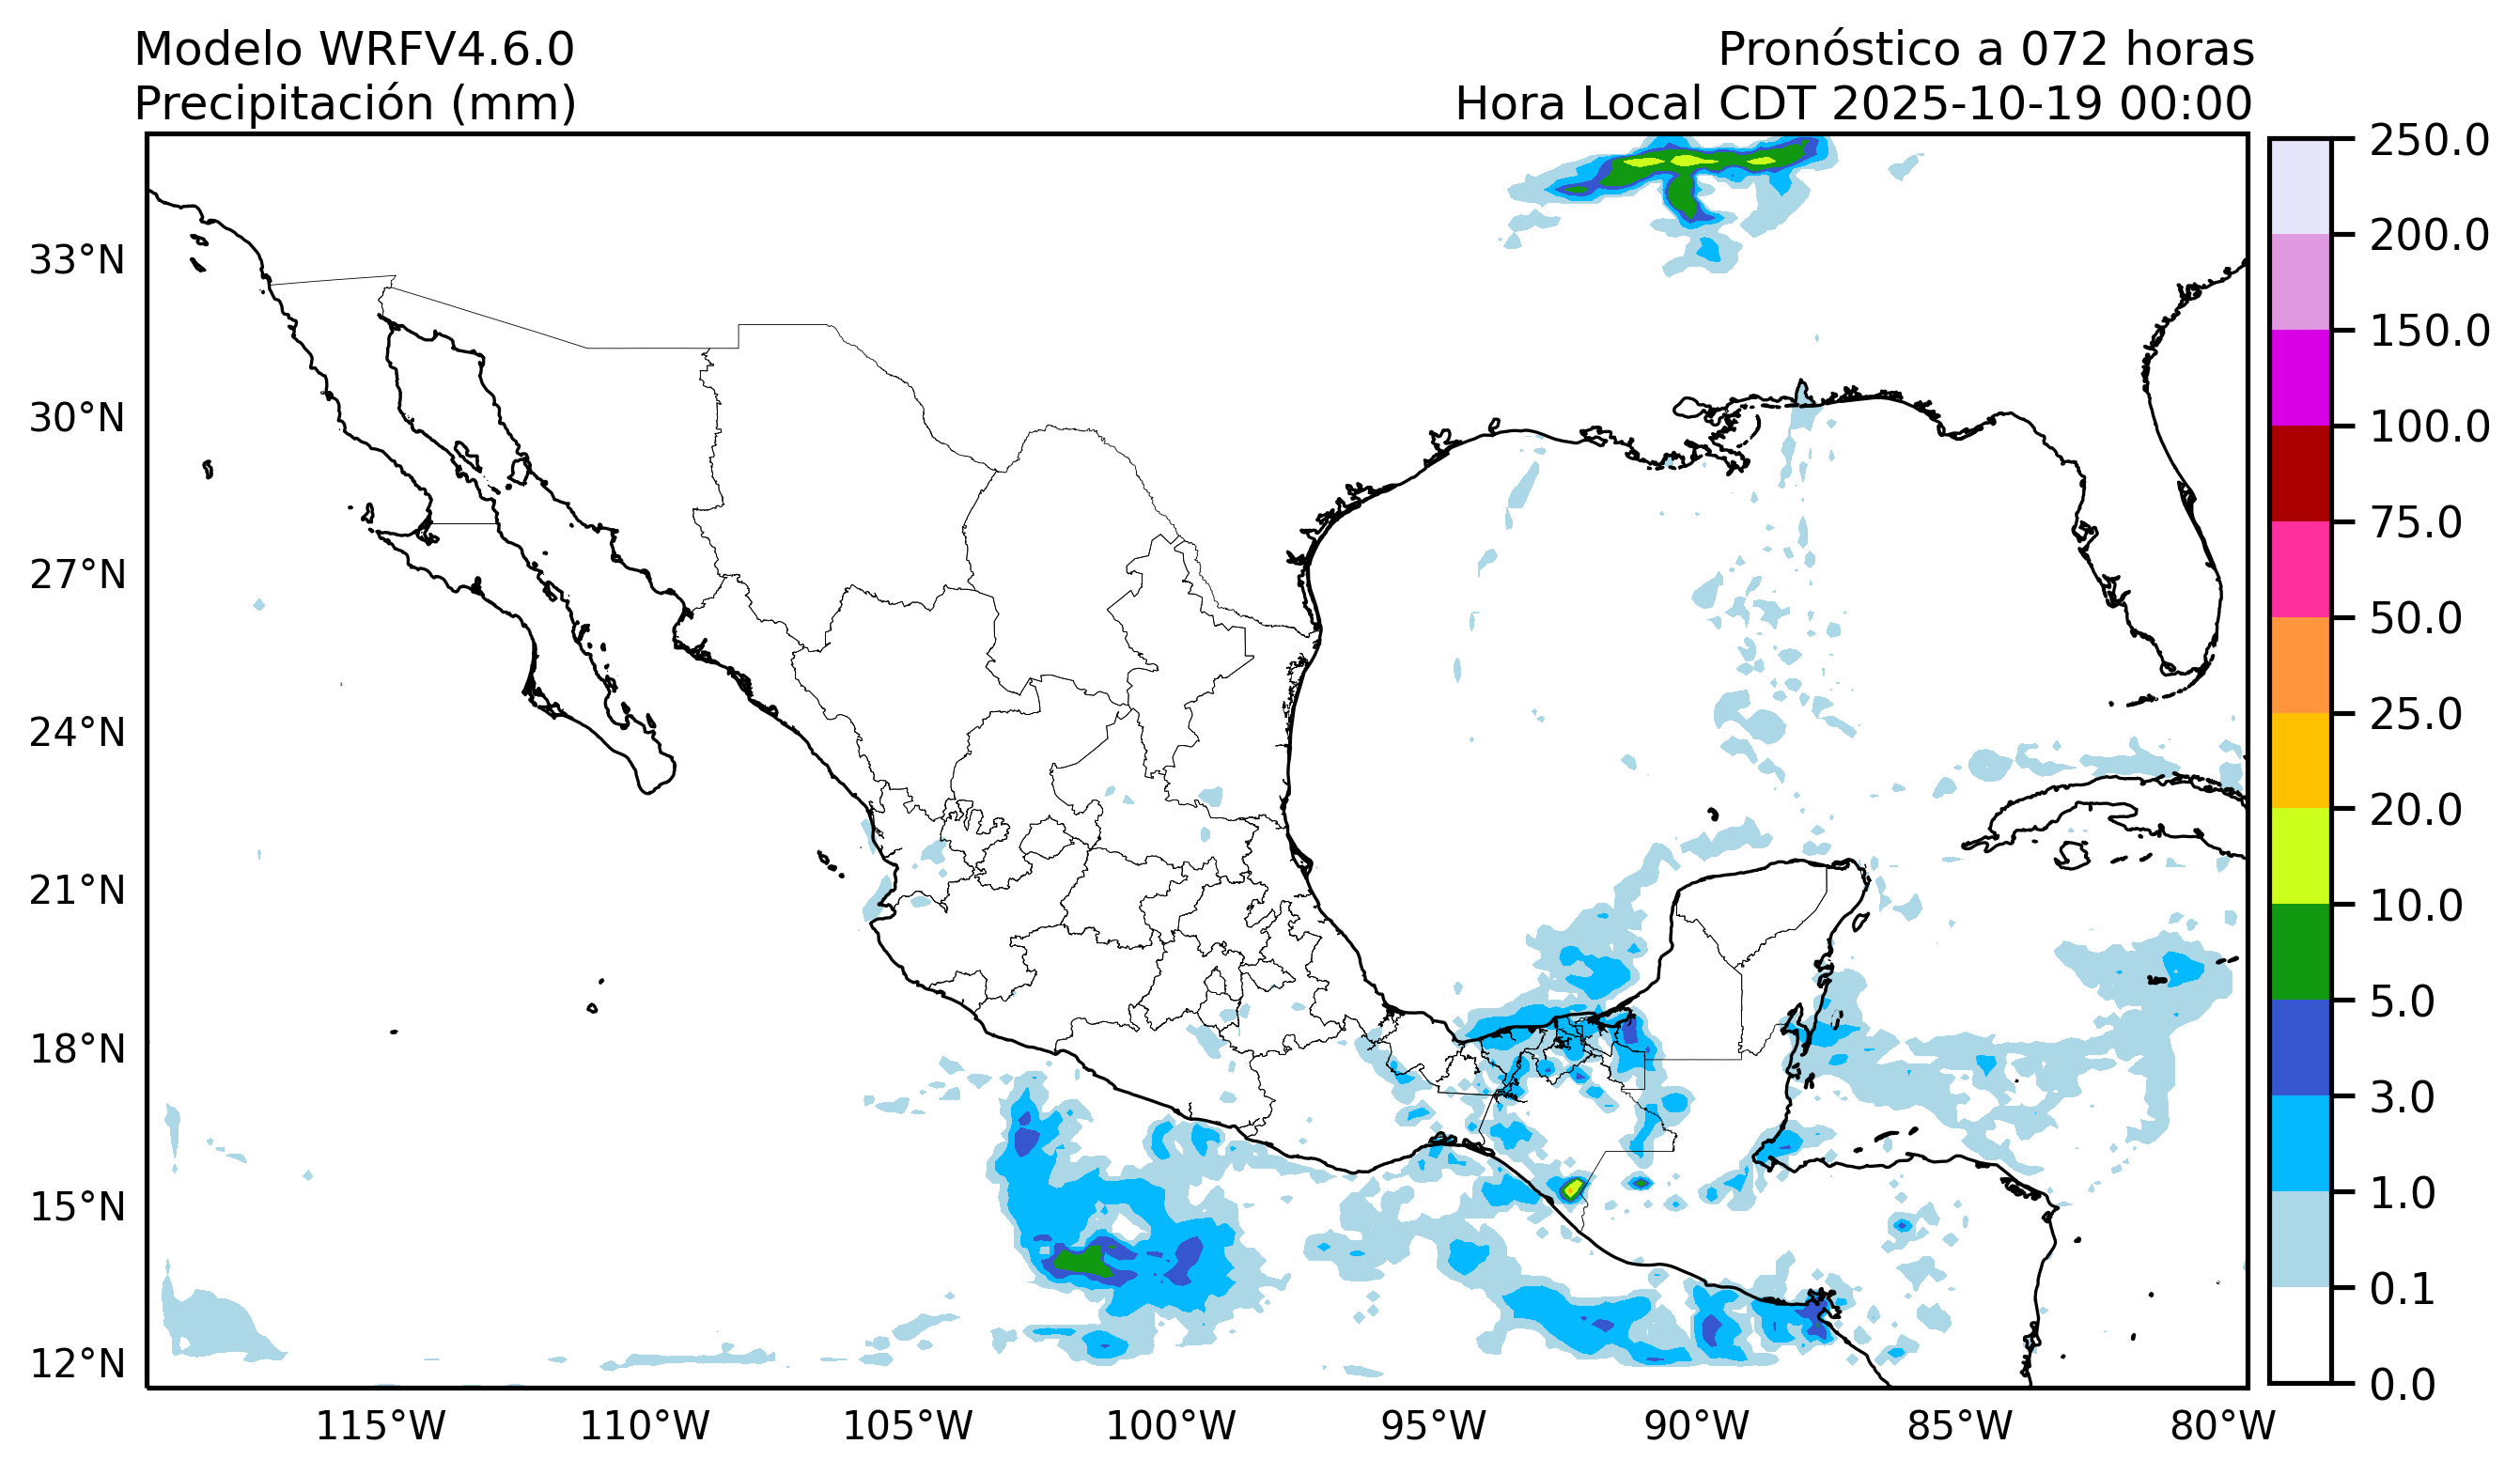 Modelo WRFV4.6.0
Precipitación (mm)
Pronóstico a 072 horas
Hora Local CDT 2025-10-19 00:00
33°N
30°N
27°N
24°N
21°N
18°N
15°N
12°N
115°W
110°W
105°W
100°W
95°W
90°W
85°W
80°W
250.0
200.0
150.0
100.0
75.0
50.0
25.0
20.0
10.0
5.0
3.0
1.0
0.1
0.0